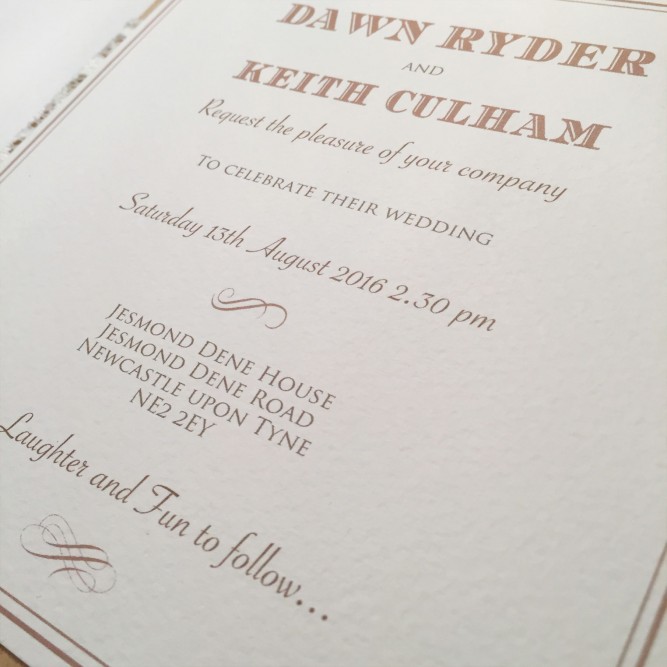 DAWN RYDER
AND
KEITH CULHAM
Request the pleasure of your company
TO CELEBRATE THEIR WEDDING
Saturday 13th August 2016 2.30 pm
JESMOND DENE HOUSE
JESMOND DENE ROAD
NEWCASTLE UPON TYNE
NE2 2EY
Laughter and Fun to follow...